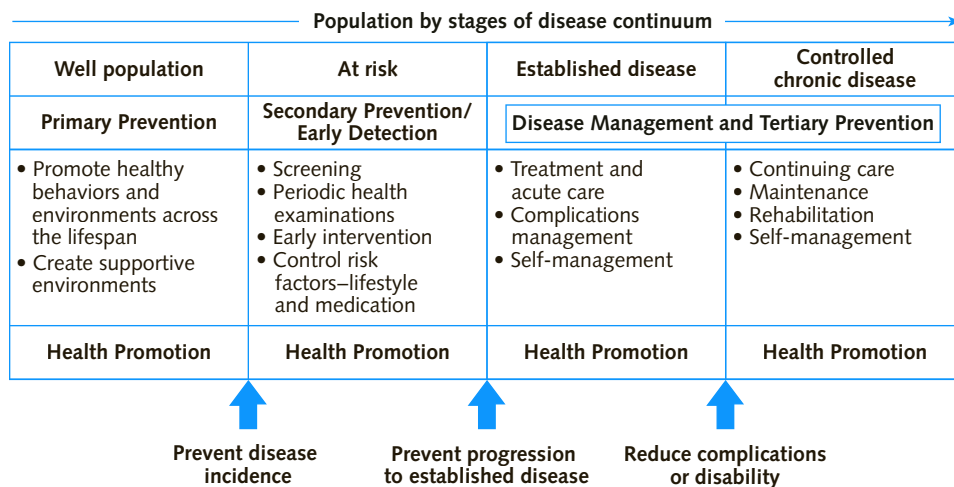 Population by stages of disease continuum
Well population
At risk
Established disease
Controlled
chronic disease
Primary Prevention
Secondary Prevention/
Early Detection
Disease Management and Tertiary Prevention
• Promote healthy
behaviors and
environments across
the lifespan
• Create supportive
environments
• Screening
• Periodic health
examinations
• Early intervention
• Control risk
factors–lifestyle
and medication
• Treatment and
acute care
• Complications
management
• Self-management
• Continuing care
• Maintenance
• Rehabilitation
• Self-management
Health Promotion
Health Promotion
Health Promotion
Health Promotion
Prevent disease
incidence
Prevent progression
to established disease
Reduce complications
or disability